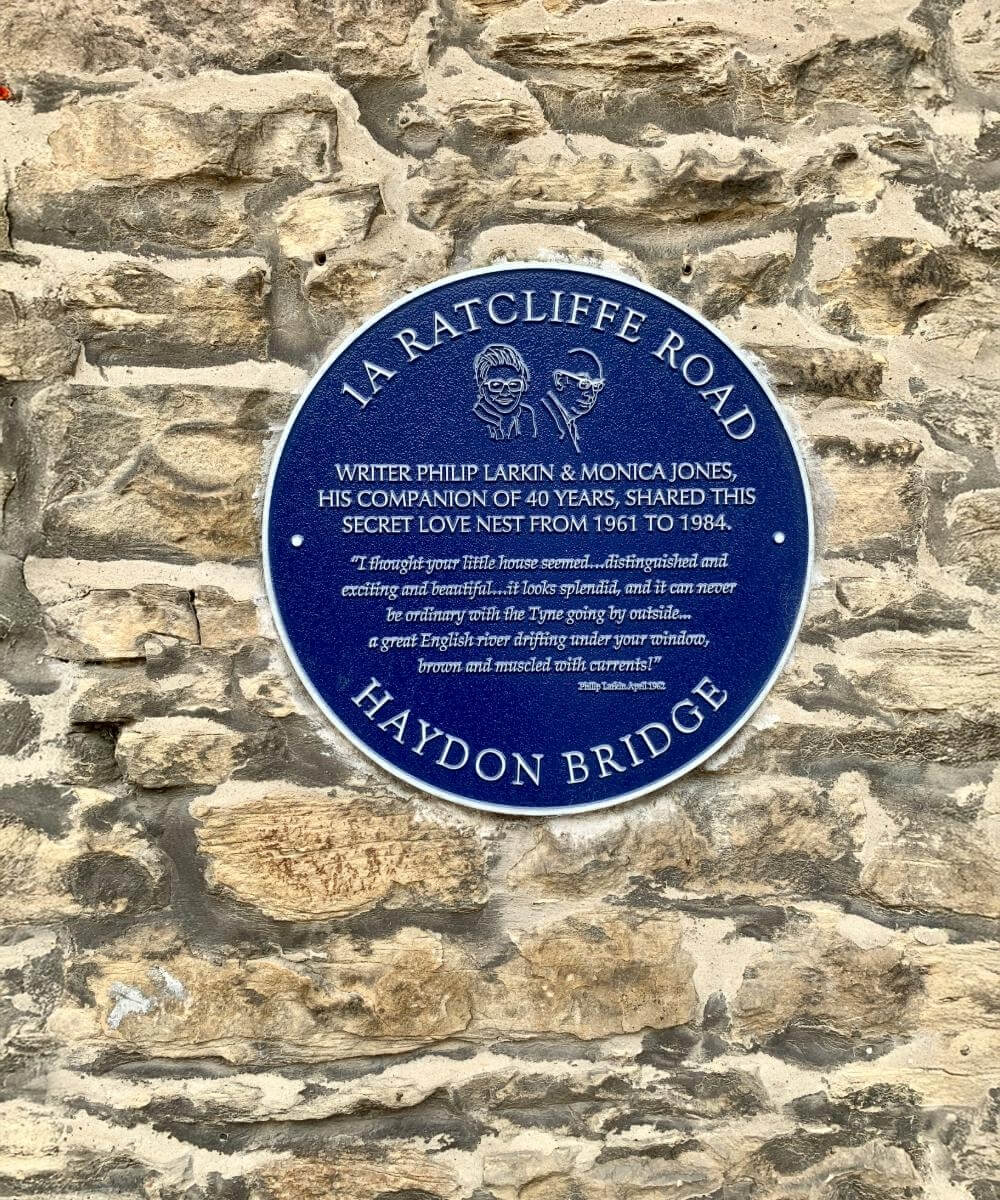 1A RATCLIFFE ROAD
WRITER PHILIP LARKIN & MONICA JONES,
HIS COMPANION OF 40 YEARS, SHARED THIS
SECRET LOVE NEST FROM 1961 TO 1984.
"I thought your little house seemed...distinguished and
exciting and beautiful...it looks splendid, and it can never
be ordinary with the Tyne going by outside...
a great English river drifting under your window,
brown and muscled with currents!"
Philip Larkin April 1962
HAYDON BRIDGE